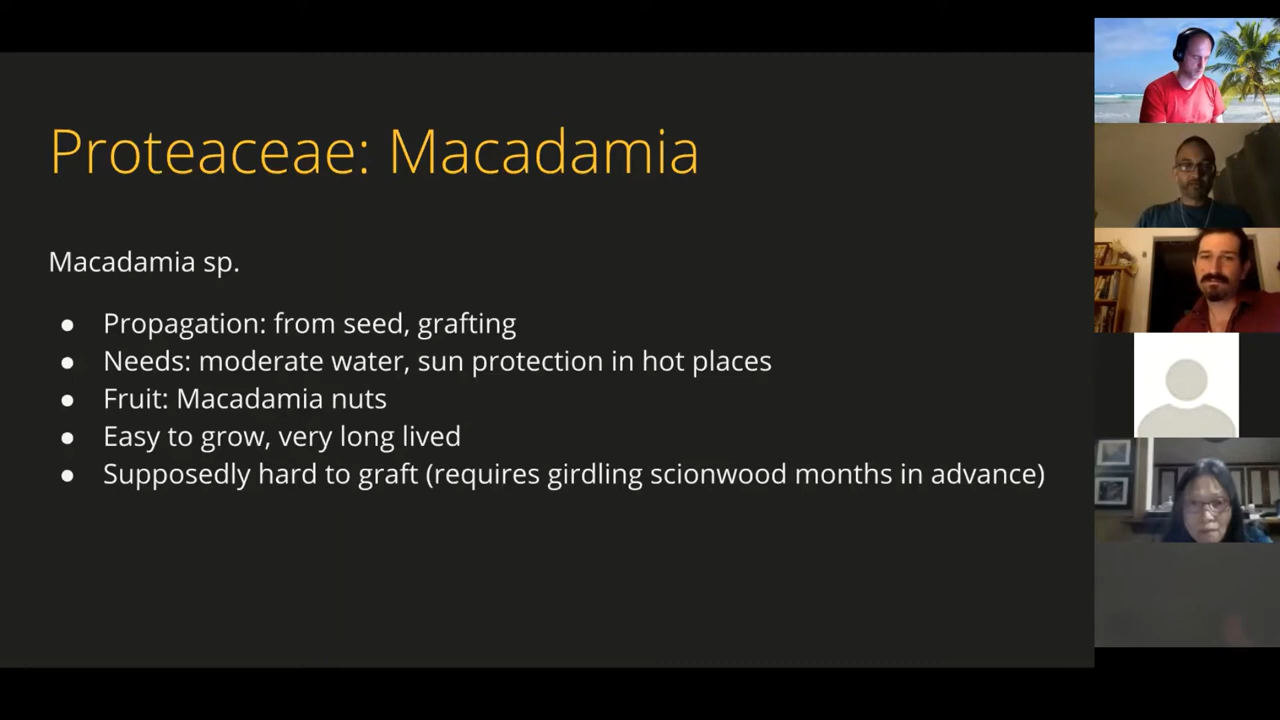 Proteaceae: Macadamia
Macadamia sp.
● Propagation: from seed, grafting
● Needs: moderate water, sun protection in hot places
● Fruit: Macadamia nuts
● Easy to grow, very long lived
● Supposedly hard to graft (requires girdling scionwood months in advance)